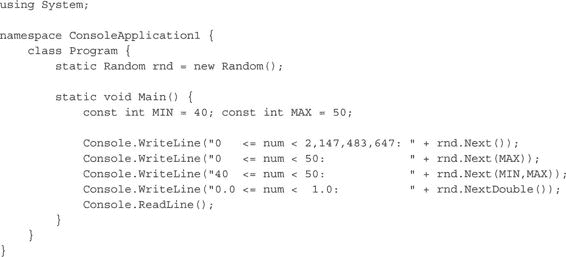 using System;
namespace ConsoleApplication1 {
class Program {
static Random rnd = new Random();
static void Main() {
const int MIN = 40; const int MAX = 50;
Console.WriteLine("0   <= num < 2,147,483,647: " + rnd.Next());
Console.WriteLine("0   <= num < 50:            " + rnd.Next(MAX));
Console.WriteLine("40  <= num < 50:            " + rnd.Next(MIN,MAX));
Console.WriteLine("0.0 <= num <  1.0:          " + rnd.NextDouble());
Console.ReadLine();
}
}
}